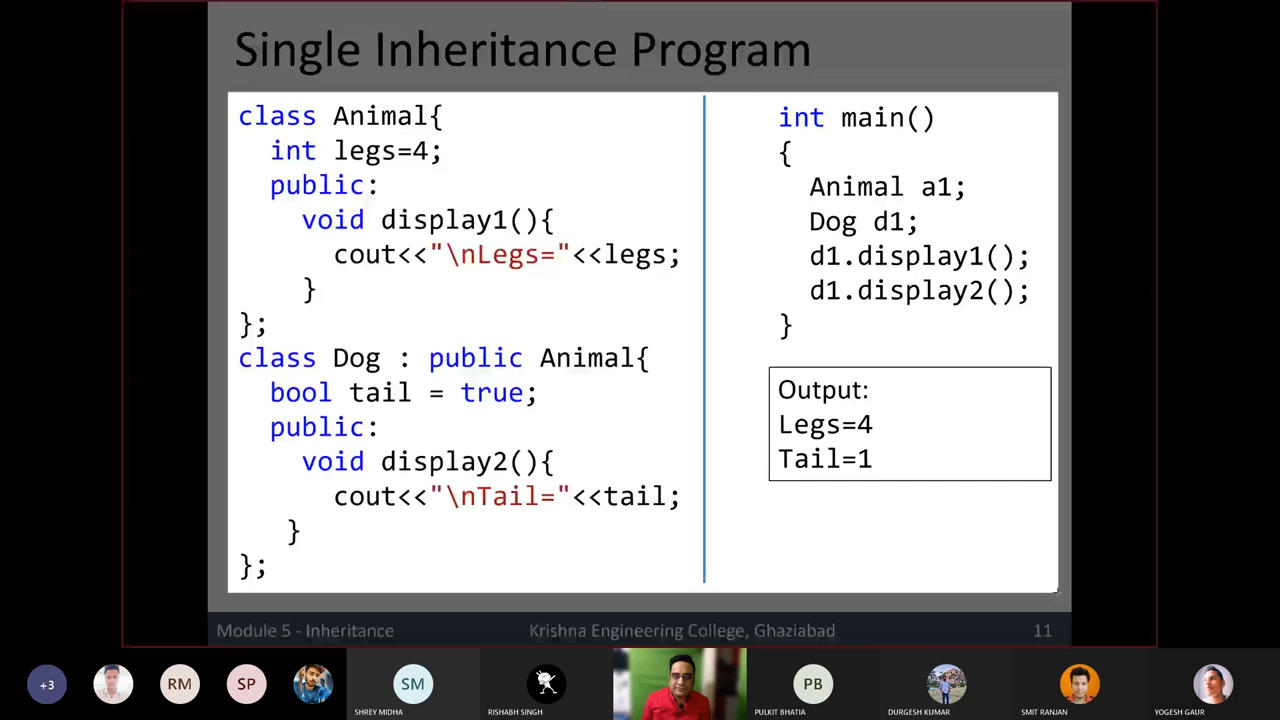 Single Inheritance Program
class Animal{
int legs=4;
public:
void display1(){
cout<<"\nLegs="<<legs;
}
};
class Dog : public Animal{
bool tail = true;
public:
void display2(){
cout<<"\nTail="<<tail;
}
};
int main()
{
Animal a1;
Dog d1;
d1.display1();
d1.display2();
}
Output:
Legs=4
Tail=1
Module 5 - Inheritance
Krishna Engineering College, Ghaziabad
11
+3
RM
SP
SM
SHREY MIDHA
RISHABH SINGH
PB
PULKIT BHATIA
DURGESH KUMAR
SMIT RANJAN
YOGESH GAUR